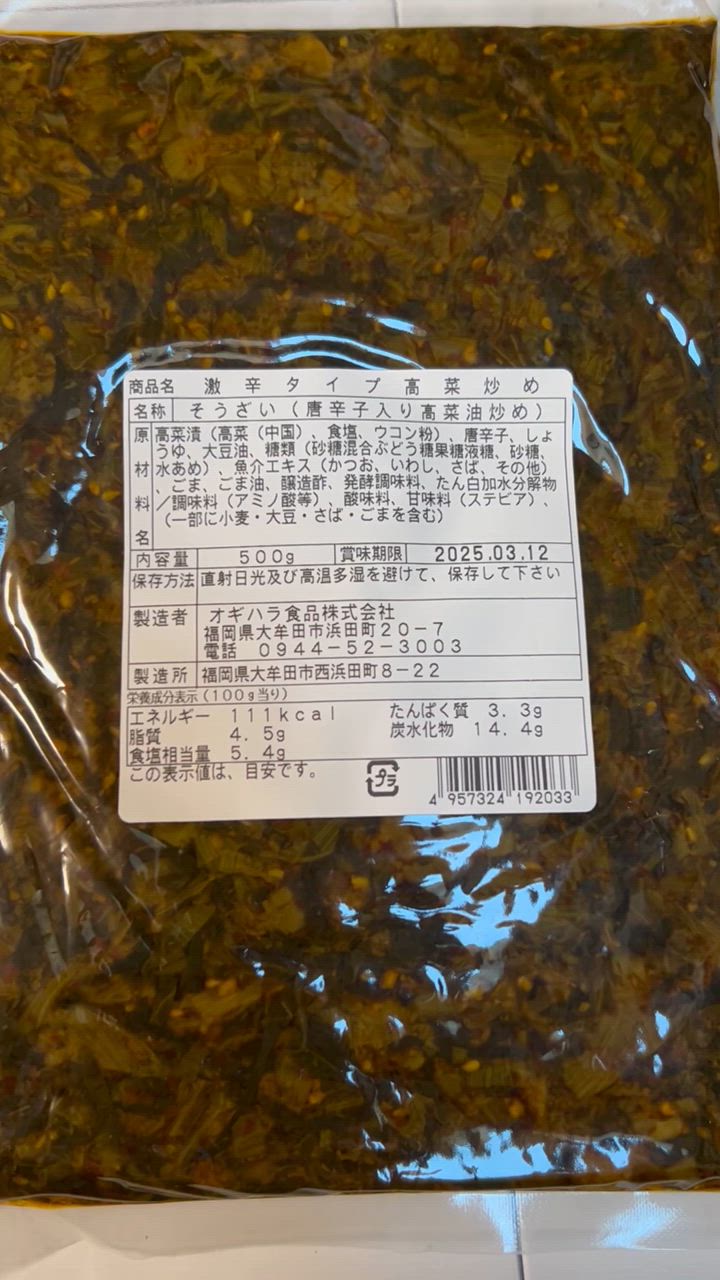 商品名 激辛タイプ高菜炒め
名称 そうざい(唐辛子入り高菜油炒め)
原材料名 高菜漬(高菜(中国)、食塩、ウコン粉)、唐辛子、しょ
うゆ、大豆油、糖類(砂糖混合ぶどう糖果糖液糖、砂糖、
水あめ)、魚介エキス(かつお、いわし、さば、その他)
、ごま、ごま油、醸造酢、発酵調味料、たん白加水分解物
/調味料(アミノ酸等)、酸味料、甘味料(ステビア)、
(一部に小麦・大豆・さば・ごまを含む)
内容量 500g 賞味期限 2025.03.12
保存方法 直射日光及び高温多湿を避けて、保存して下さい
製造者 オギハラ食品株式会社
福岡県大牟田市浜田町20-7
電話 0944-52-3003
製造所 福岡県大牟田市西浜田町8-22
栄養成分表示(100g当り)
エネルギー 111kcal たんぱく質 3.3g
脂質 4.5g 炭水化物 14.4g
食塩相当量 5.4g
この表示値は、目安です。
プラ
4 957324 192033